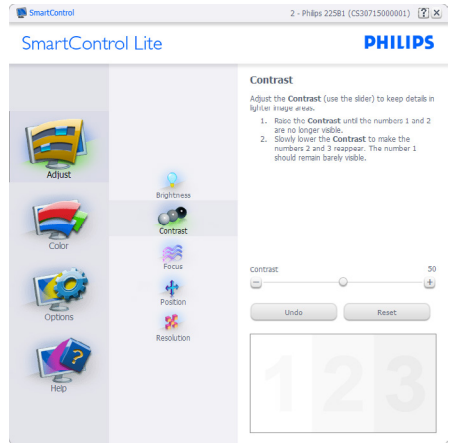 SmartControl
2 - Philips 225B1 (CS30715000001)
SmartControl Lite
PHILIPS
Contrast
Adjust the Contrast (use the slider) to keep details in
lighter image areas.
1. Raise the Contrast until the numbers 1 and 2
are no longer visible.
2. Slowly lower the Contrast to make the
numbers 2 and 3 reappear. The number 1
should remain barely visible.
Adjust
Color
Options
Help
Brightness
Contrast
Focus
Position
Resolution
Contrast 50
Undo Reset
1 2 3